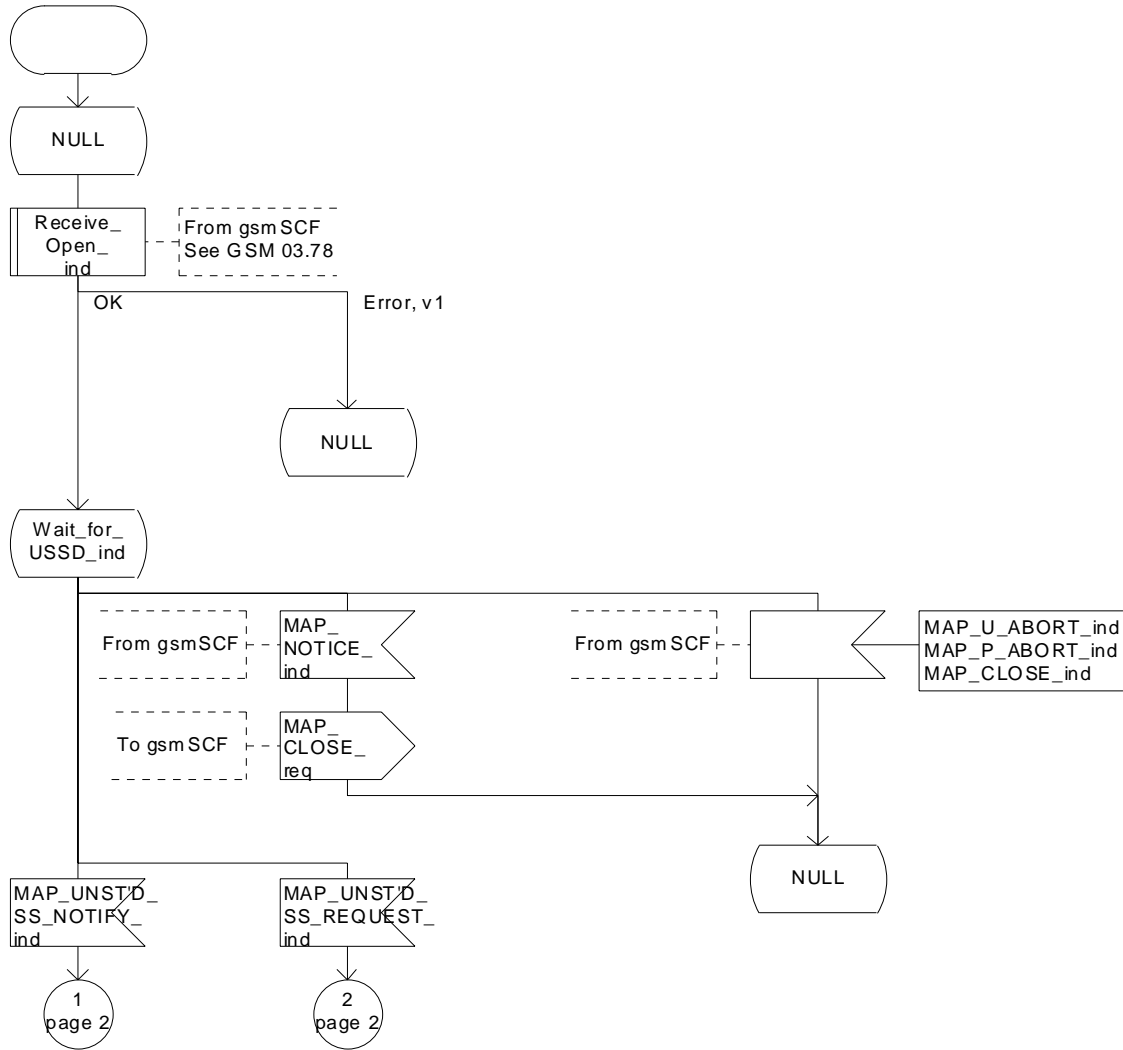 NULL
Receive_
Open_
ind
From gsmSCF
See GSM 03.78
OK
Error, v1
NULL
Wait_for_
USSD_ind
From gsmSCF
MAP_
NOTICE_
ind
From gsmSCF
MAP_U_ABORT_ind
MAP_P_ABORT_ind
MAP_CLOSE_ind
To gsmSCF
MAP_
CLOSE_
req
NULL
MAP_UNST'D_
SS_NOTIFY_
ind
MAP_UNST'D_
SS_REQUEST_
ind
1
page 2
2
page 2